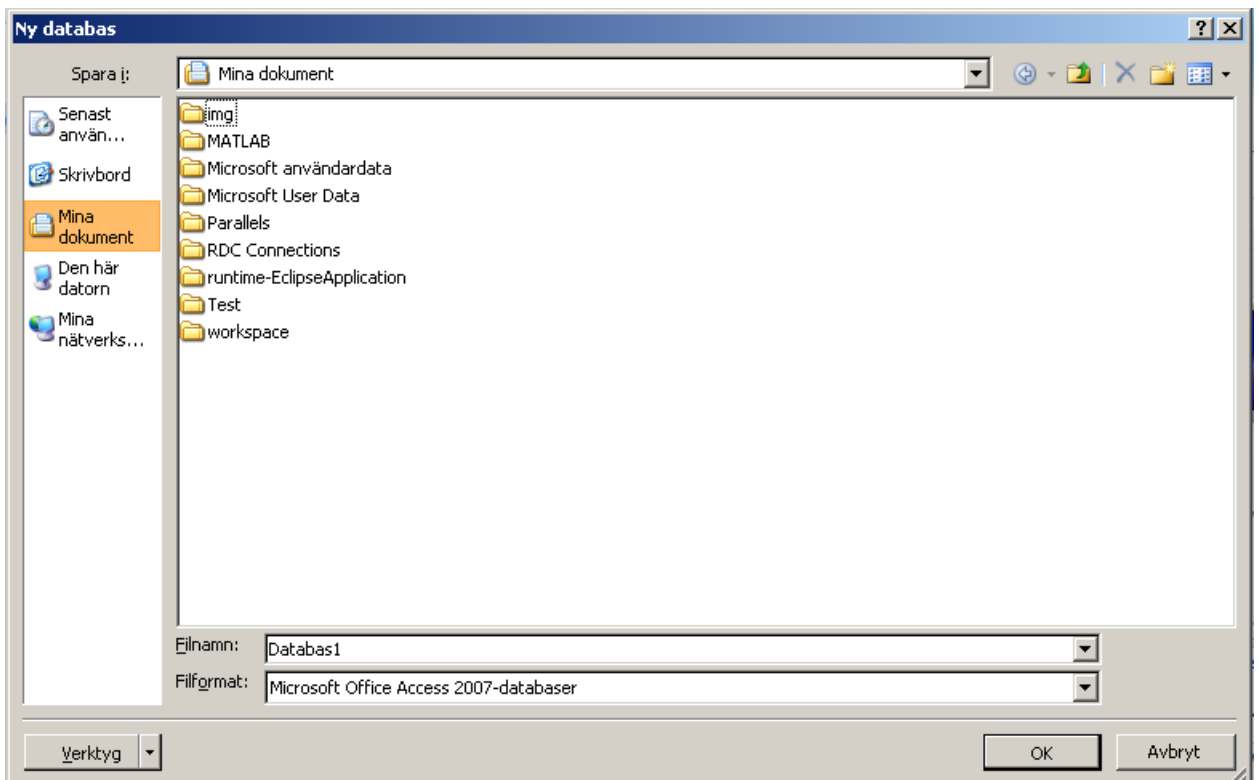 Ny databas
Spara i:
Mina dokument
Senast
använ...
Skrivbord
Mina
dokument
Den här
datorn
Mina
nätverks...
img
MATLAB
Microsoft användardata
Microsoft User Data
Parallels
RDC Connections
runtime-EclipseApplication
Test
workspace
Filnamn:
Databas1
Filformat:
Microsoft Office Access 2007-databaser
Verktyg
OK
Avbryt